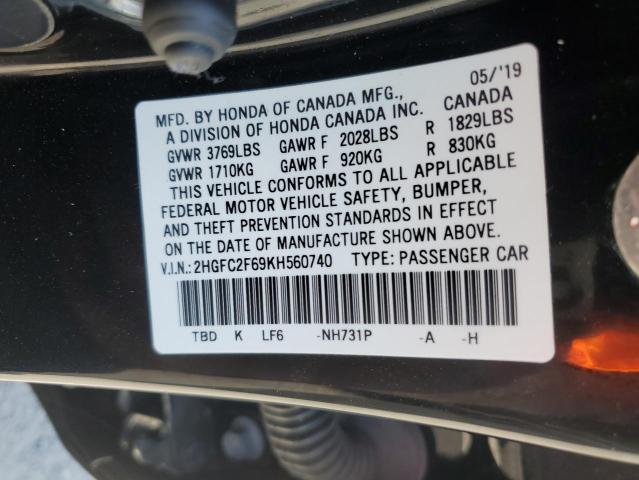 05/'19
MFD. BY HONDA OF CANADA MFG.,
A DIVISION OF HONDA CANADA INC. CANADA
GVWR 3769LBS GAWR F 2028LBS R 1829LBS
GVWR 1710KG GAWR F 920KG R 830KG
THIS VEHICLE CONFORMS TO ALL APPLICABLE
FEDERAL MOTOR VEHICLE SAFETY, BUMPER,
AND THEFT PREVENTION STANDARDS IN EFFECT
ON THE DATE OF MANUFACTURE SHOWN ABOVE.
V.I.N.:2HGFC2F69KH560740 TYPE: PASSENGER CAR
TBD K LF6 -NH731P -A -H